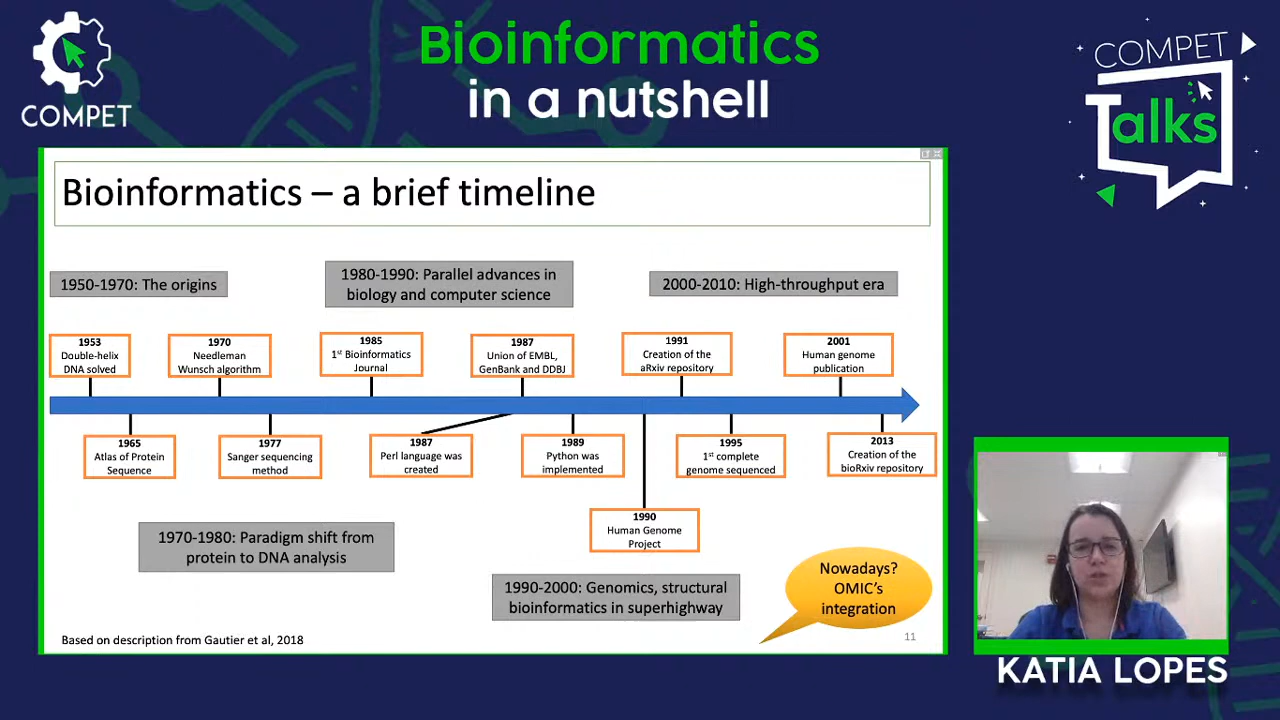 COMPET
Bioinformatics
in a nutshell
COMPET
Talks
Bioinformatics – a brief timeline
1950-1970: The origins
1980-1990: Parallel advances in
biology and computer science
2000-2010: High-throughput era
1953
Double-helix
DNA solved
1970
Needleman
Wunsch algorithm
1985
1st Bioinformatics
Journal
1987
Union of EMBL,
GenBank and DDBJ
1991
Creation of the
aRxiv repository
2001
Human genome
publication
1965
Atlas of Protein
Sequence
1977
Sanger sequencing
method
1987
Perl language was
created
1989
Python was
implemented
1995
1st complete
genome sequenced
2013
Creation of the
bioRxiv repository
1990
Human Genome
Project
1970-1980: Paradigm shift from
protein to DNA analysis
1990-2000: Genomics, structural
bioinformatics in superhighway
Nowadays?
OMIC's
integration
Based on description from Gautier et al, 2018
11
KATIA LOPES